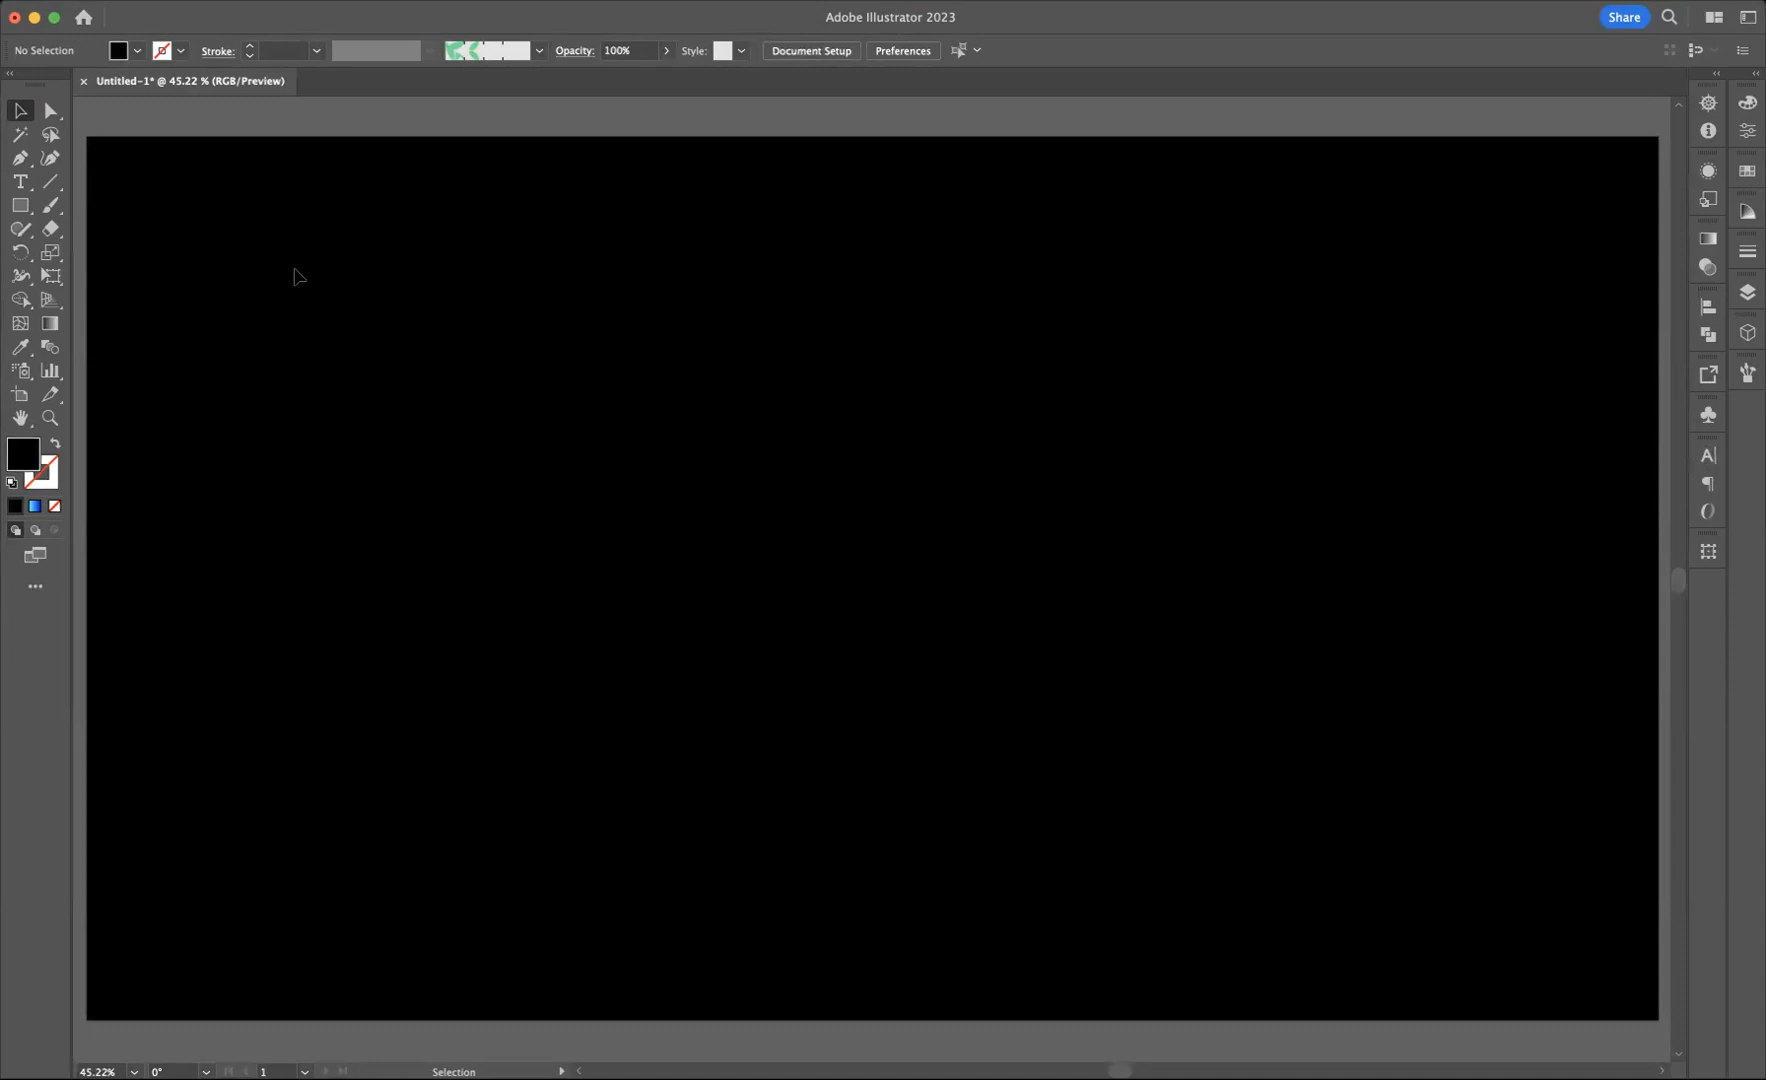 Adobe Illustrator 2023
Share
No Selection
Stroke:
Opacity: 100%
Style:
Document Setup
Preferences
Untitled-1* @ 45.22 % (RGB/Preview)
45.22%
0°
1
Selection